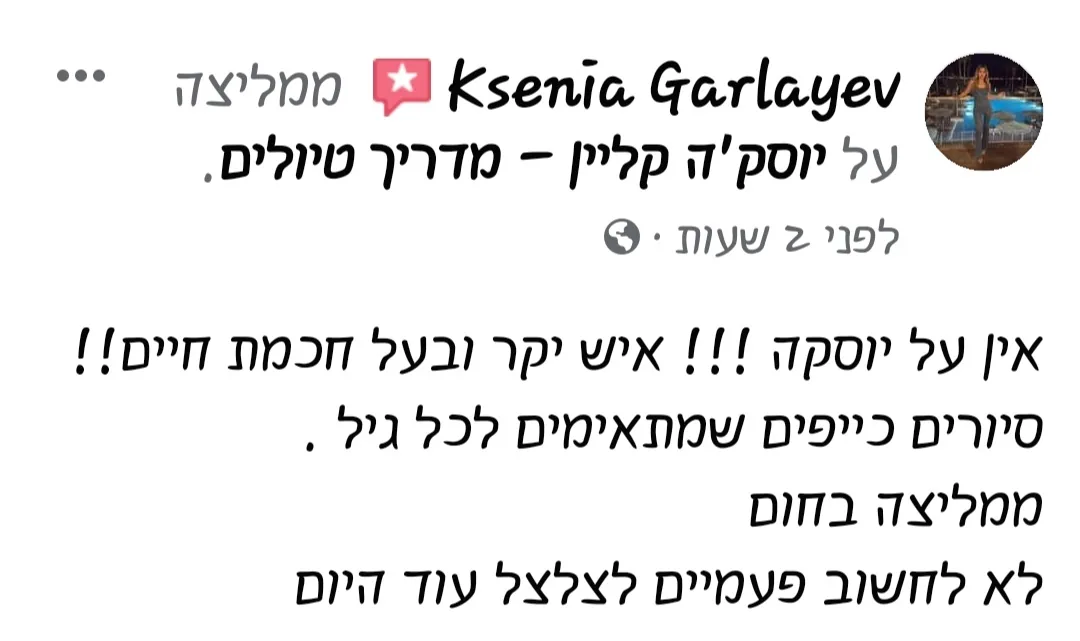 Ksenia Garlayev ממליצה
על יוסק'ה קליין – מדריך טיולים.
לפני 2 שעות ·
אין על יוסקה !!! איש יקר ובעל חכמת חיים!!
סיורים כייפים שמתאימים לכל גיל .
ממליצה בחום
לא לחשוב פעמיים לצלצל עוד היום